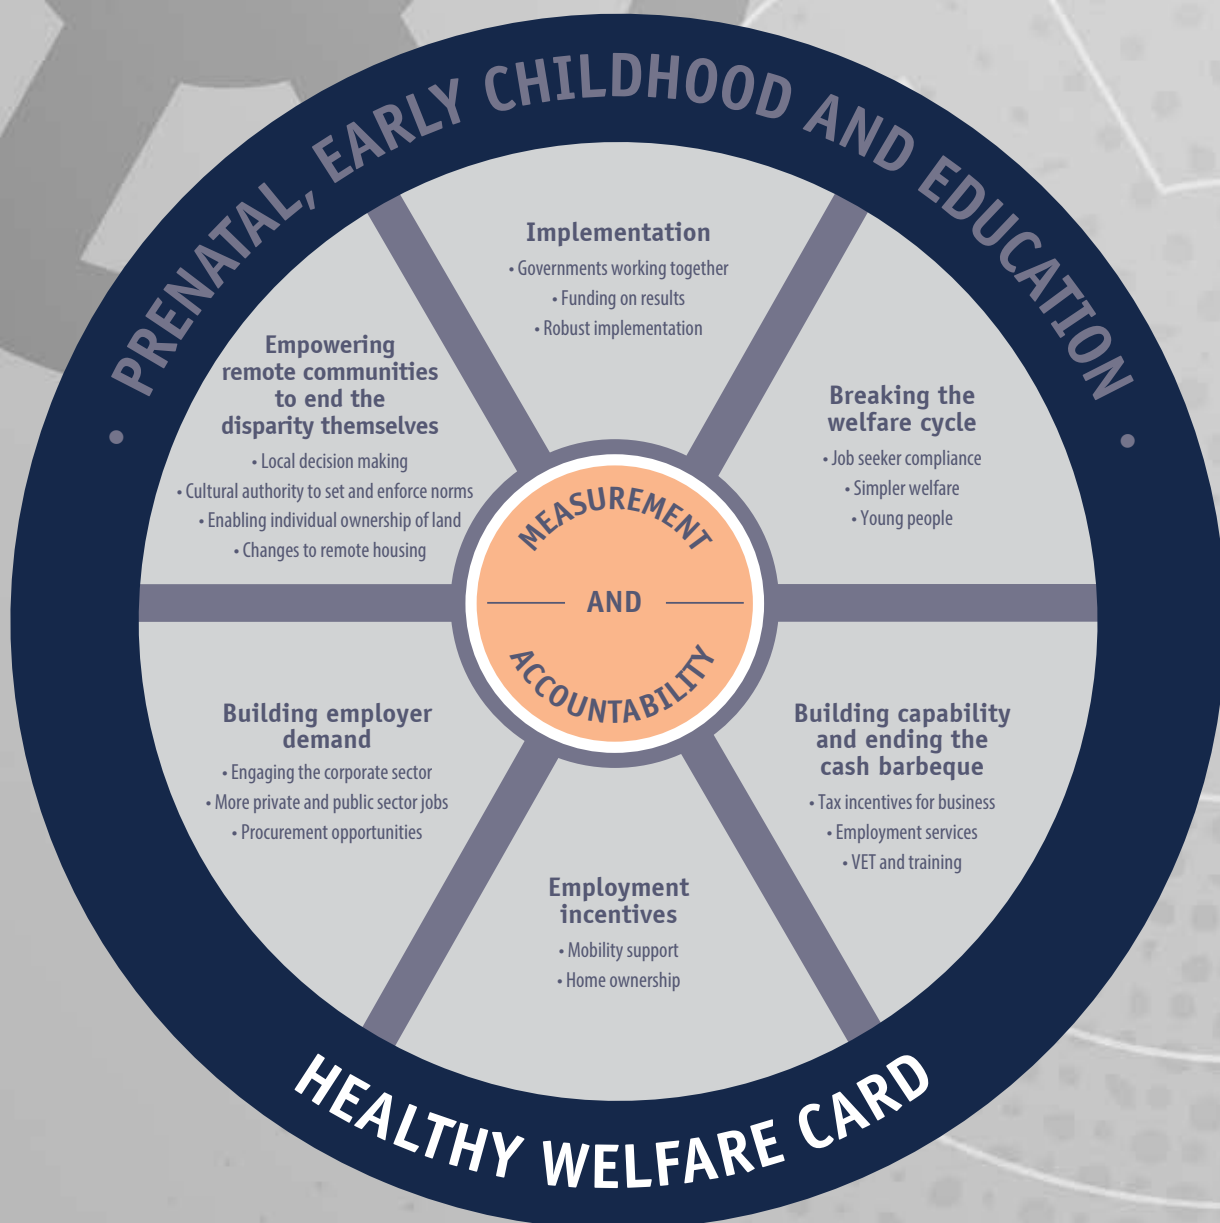 PRENATAL, EARLY CHILDHOOD AND EDUCATION
Implementation
• Governments working together
• Funding on results
• Robust implementation
Empowering
remote communities
to end the
disparity themselves
• Local decision making
• Cultural authority to set and enforce norms
• Enabling individual ownership of land
• Changes to remote housing
Breaking the
welfare cycle
• Job seeker compliance
• Simpler welfare
• Young people
MEASUREMENT
AND
ACCOUNTABILITY
Building employer
demand
• Engaging the corporate sector
• More private and public sector jobs
• Procurement opportunities
Building capability
and ending the
cash barbeque
• Tax incentives for business
• Employment services
• VET and training
Employment
incentives
• Mobility support
• Home ownership
HEALTHY WELFARE CARD